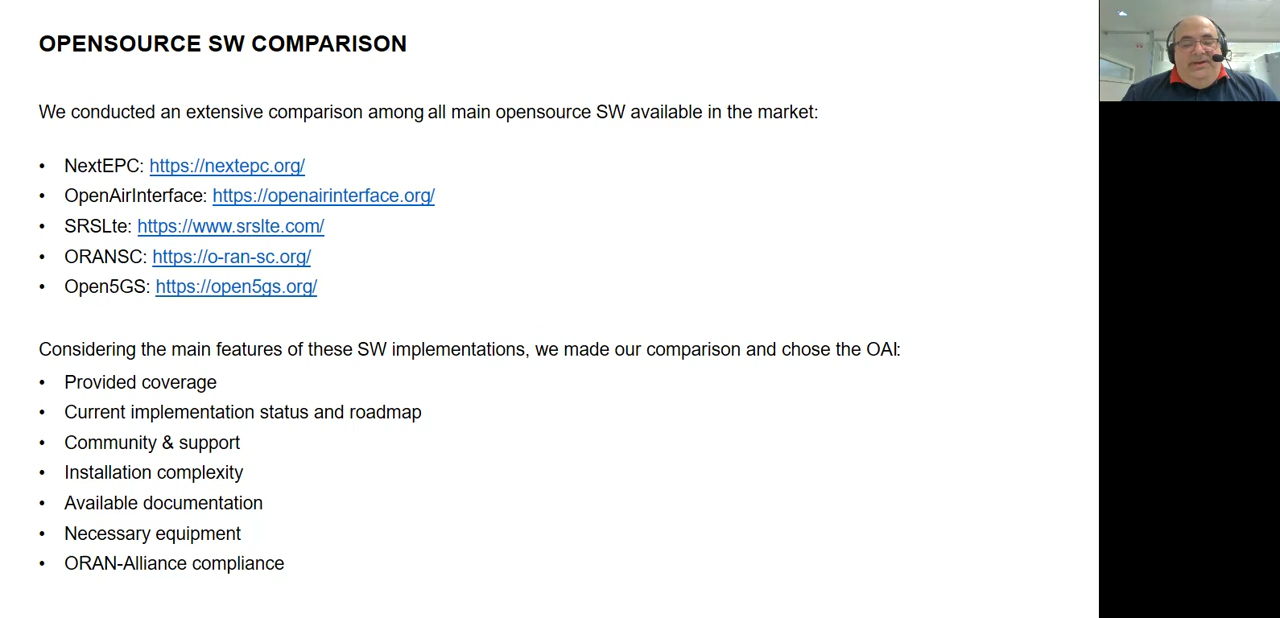 OPENSOURCE SW COMPARISON
We conducted an extensive comparison among all main opensource SW available in the market:
• NextEPC: https://nextepc.org/
• OpenAirInterface: https://openairinterface.org/
• SRSLte: https://www.srslte.com/
• ORANSC: https://o-ran-sc.org/
• Open5GS: https://open5gs.org/
Considering the main features of these SW implementations, we made our comparison and chose the OAI:
• Provided coverage
• Current implementation status and roadmap
• Community & support
• Installation complexity
• Available documentation
• Necessary equipment
• ORAN-Alliance compliance